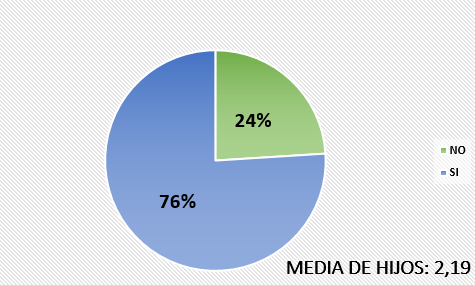 24%
76%
NO
SI
MEDIA DE HIJOS: 2,19